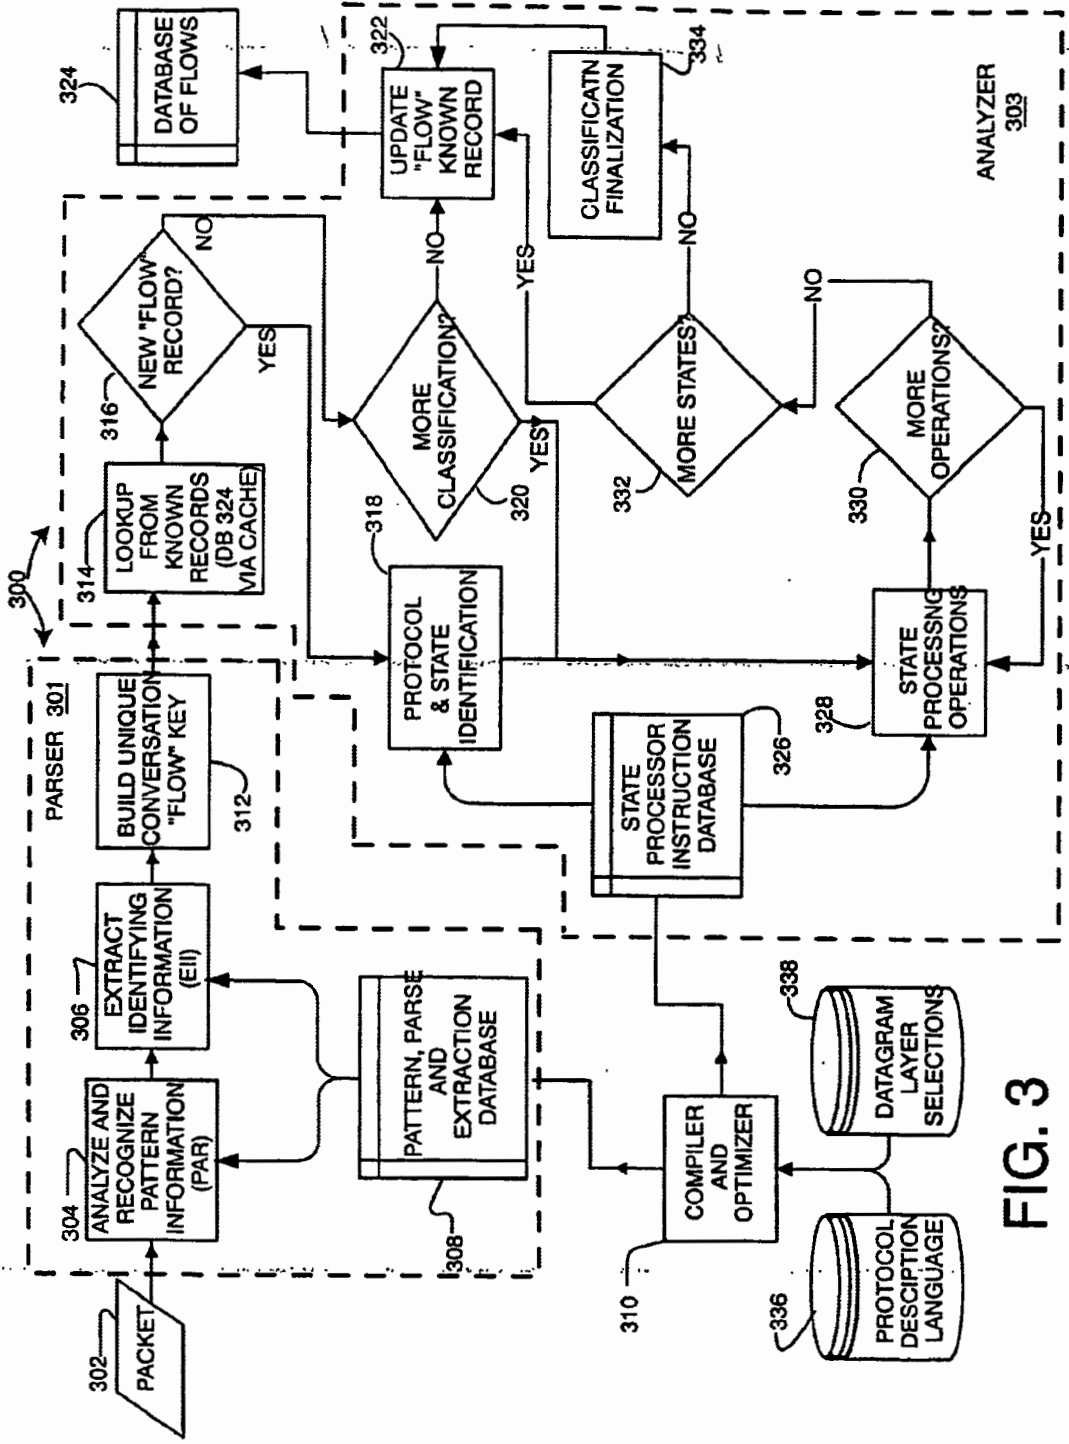 300
PARSER 301
302
PACKET
304
ANALYZE AND
RECOGNIZE
PATTERN
INFORMATION
(PAR)
306
EXTRACT
IDENTIFYING
INFORMATION
(EII)
BUILD UNIQUE
CONVERSATION
"FLOW" KEY
312
314
LOOKUP
FROM
KNOWN
RECORDS
(DB 324
VIA CACHE)
316
NEW "FLOW"
RECORD?
NO
YES
324
DATABASE
OF FLOWS
308
PATTERN, PARSE
AND
EXTRACTION
DATABASE
318
PROTOCOL
& STATE
IDENTIFICATION
MORE
CLASSIFICATION?
320
YES
NO
322
UPDATE
"FLOW"
KNOWN
RECORD
YES
CLASSIFICATN
FINALIZATION
334
NO
MORE STATES?
332
STATE
PROCESSOR
INSTRUCTION
DATABASE
326
328
STATE
PROCESSNG
OPERATIONS
330
MORE
OPERATIONS?
NO
YES
ANALYZER
303
310
COMPILER
AND
OPTIMIZER
336
PROTOCOL
DESCIPTION
LANGUAGE
338
DATAGRAM
LAYER
SELECTIONS
FIG. 3